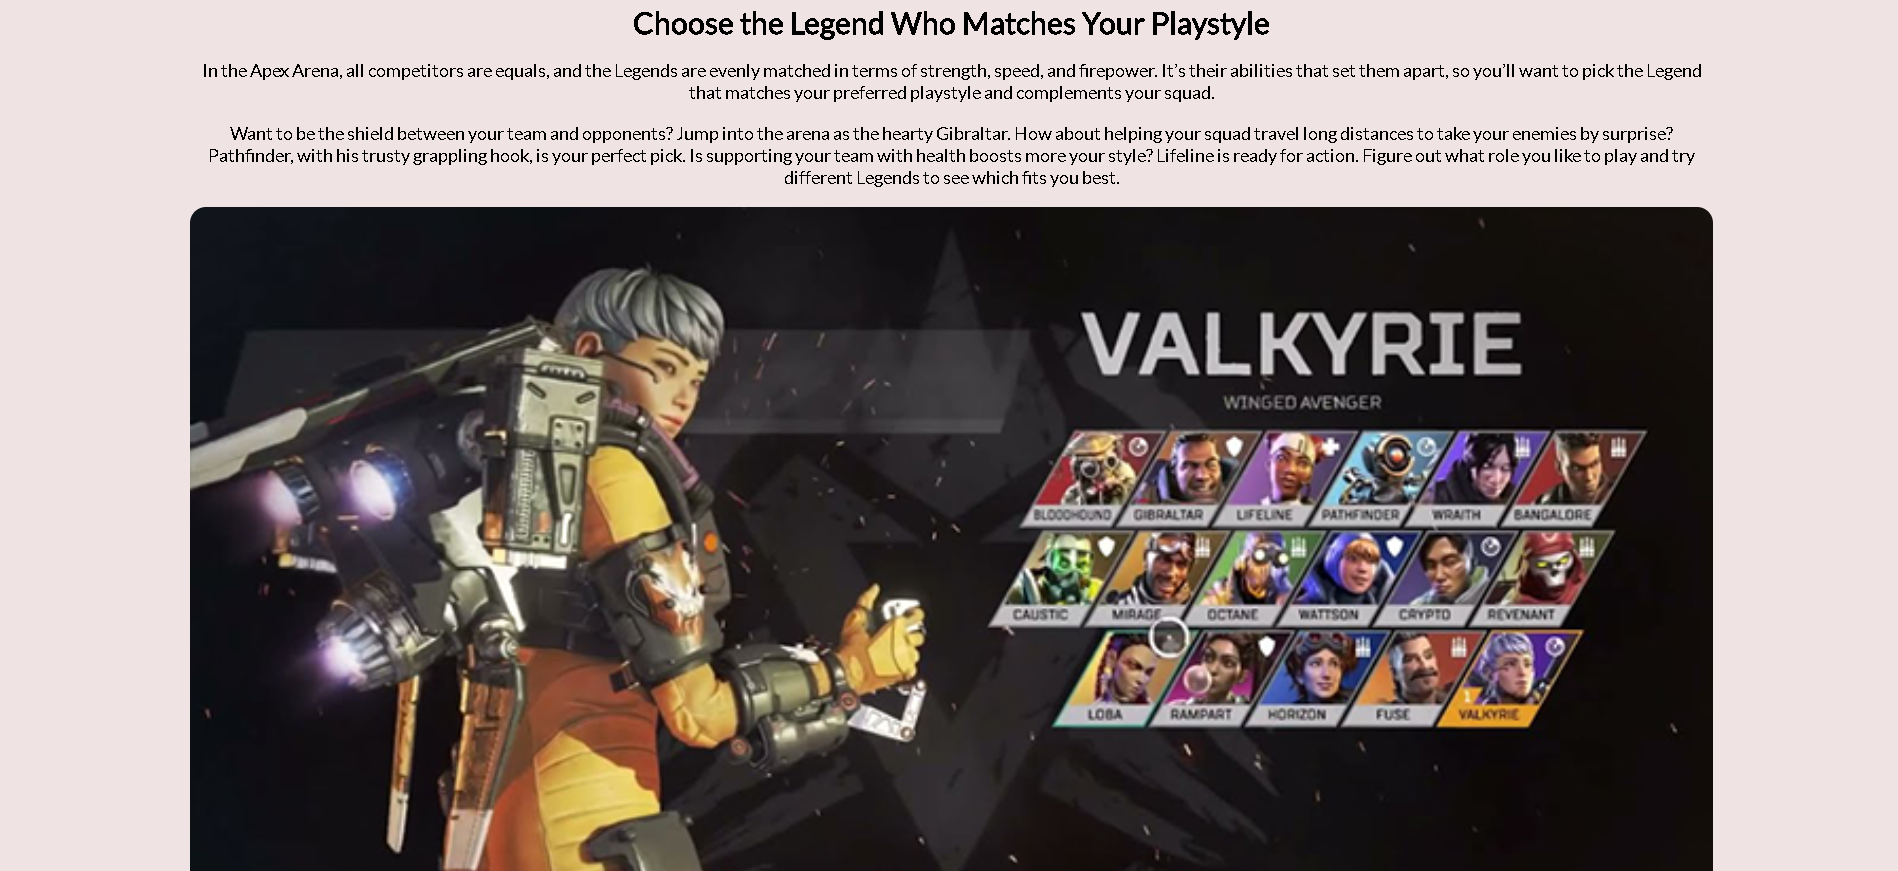 Choose the Legend Who Matches Your Playstyle
In the Apex Arena, all competitors are equals, and the Legends are evenly matched in terms of strength, speed, and firepower. It’s their abilities that set them apart, so you’ll want to pick the Legend
that matches your preferred playstyle and complements your squad.
Want to be the shield between your team and opponents? Jump into the arena as the hearty Gibraltar. How about helping your squad travel long distances to take your enemies by surprise?
Pathfinder, with his trusty grappling hook, is your perfect pick. Is supporting your team with health boosts more your style? Lifeline is ready for action. Figure out what role you like to play and try
different Legends to see which fits you best.
VALKYRIE
WINGED AVENGER
BLOODHOUND GIBRALTAR LIFELINE PATHFINDER WRAITH BANGALORE
CAUSTIC MIRAGE OCTANE WATTSON CRYPTO REVENANT
LOBA RAMPART HORIZON FUSE VALKYRIE